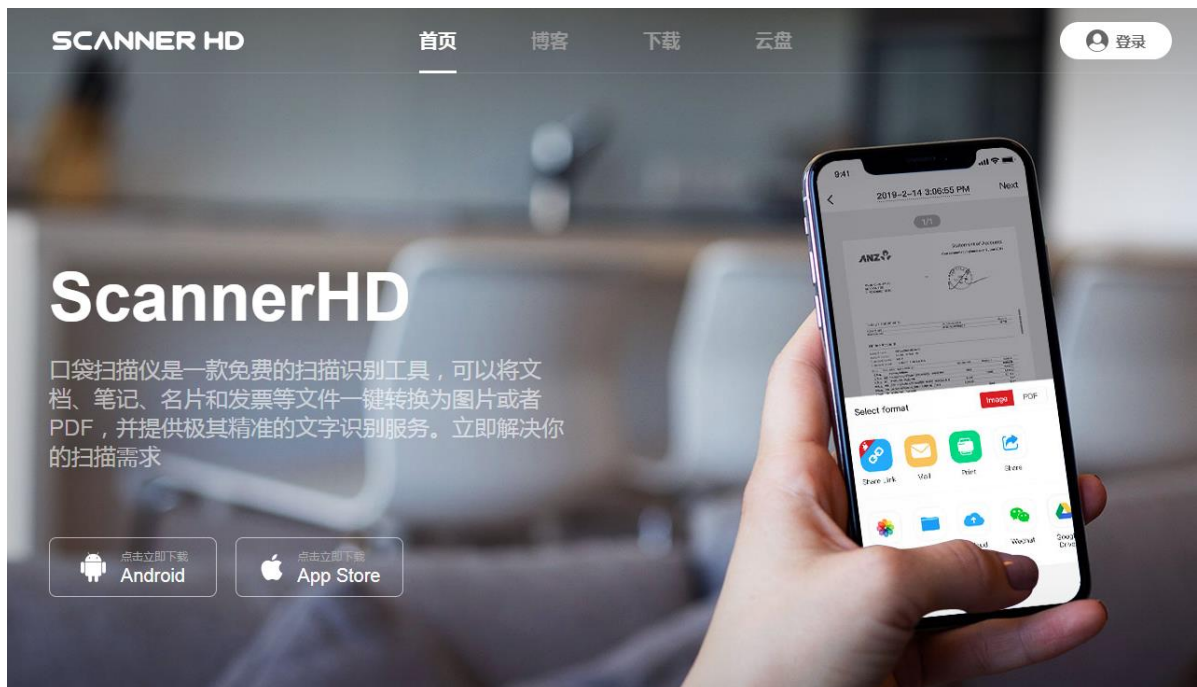 SCANNER HD
首页
博客
下载
云盘
登录
9:41
2019-2-14 3:06:55 PM
Next
1/1
ANZ
Statement of Accounts
ScannerHD
口袋扫描仪是一款免费的扫描识别工具，可以将文
档、笔记、名片和发票等文件一键转换为图片或者
PDF，并提供极其精准的文字识别服务。立即解决你
的扫描需求
Select format
Image
PDF
Share Link
Mail
Print
Share
Wechat
点击立即下载
Android
点击立即下载
App Store